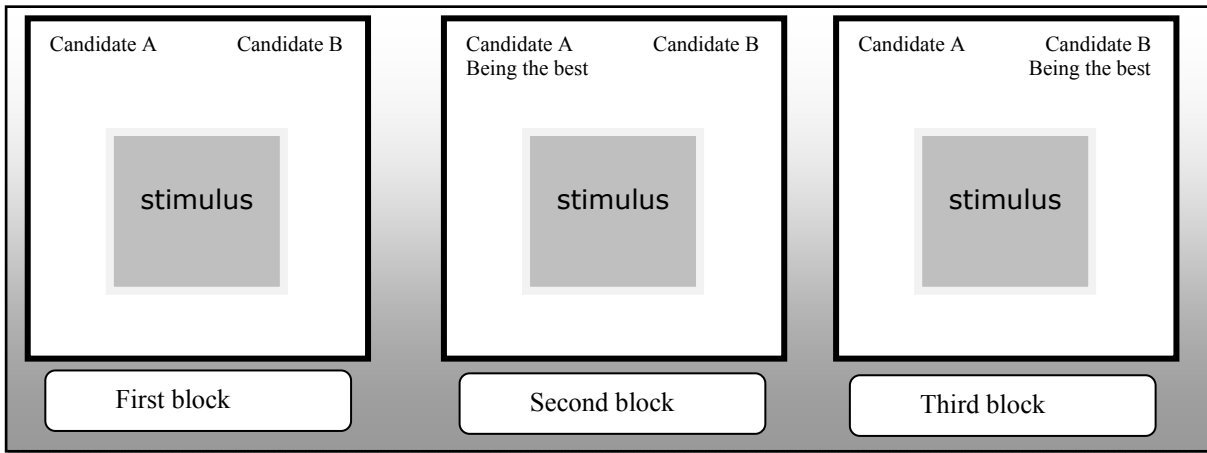 Candidate A Candidate B
stimulus
First block
Candidate A Candidate B
Being the best
stimulus
Second block
Candidate A Candidate B
Being the best
stimulus
Third block